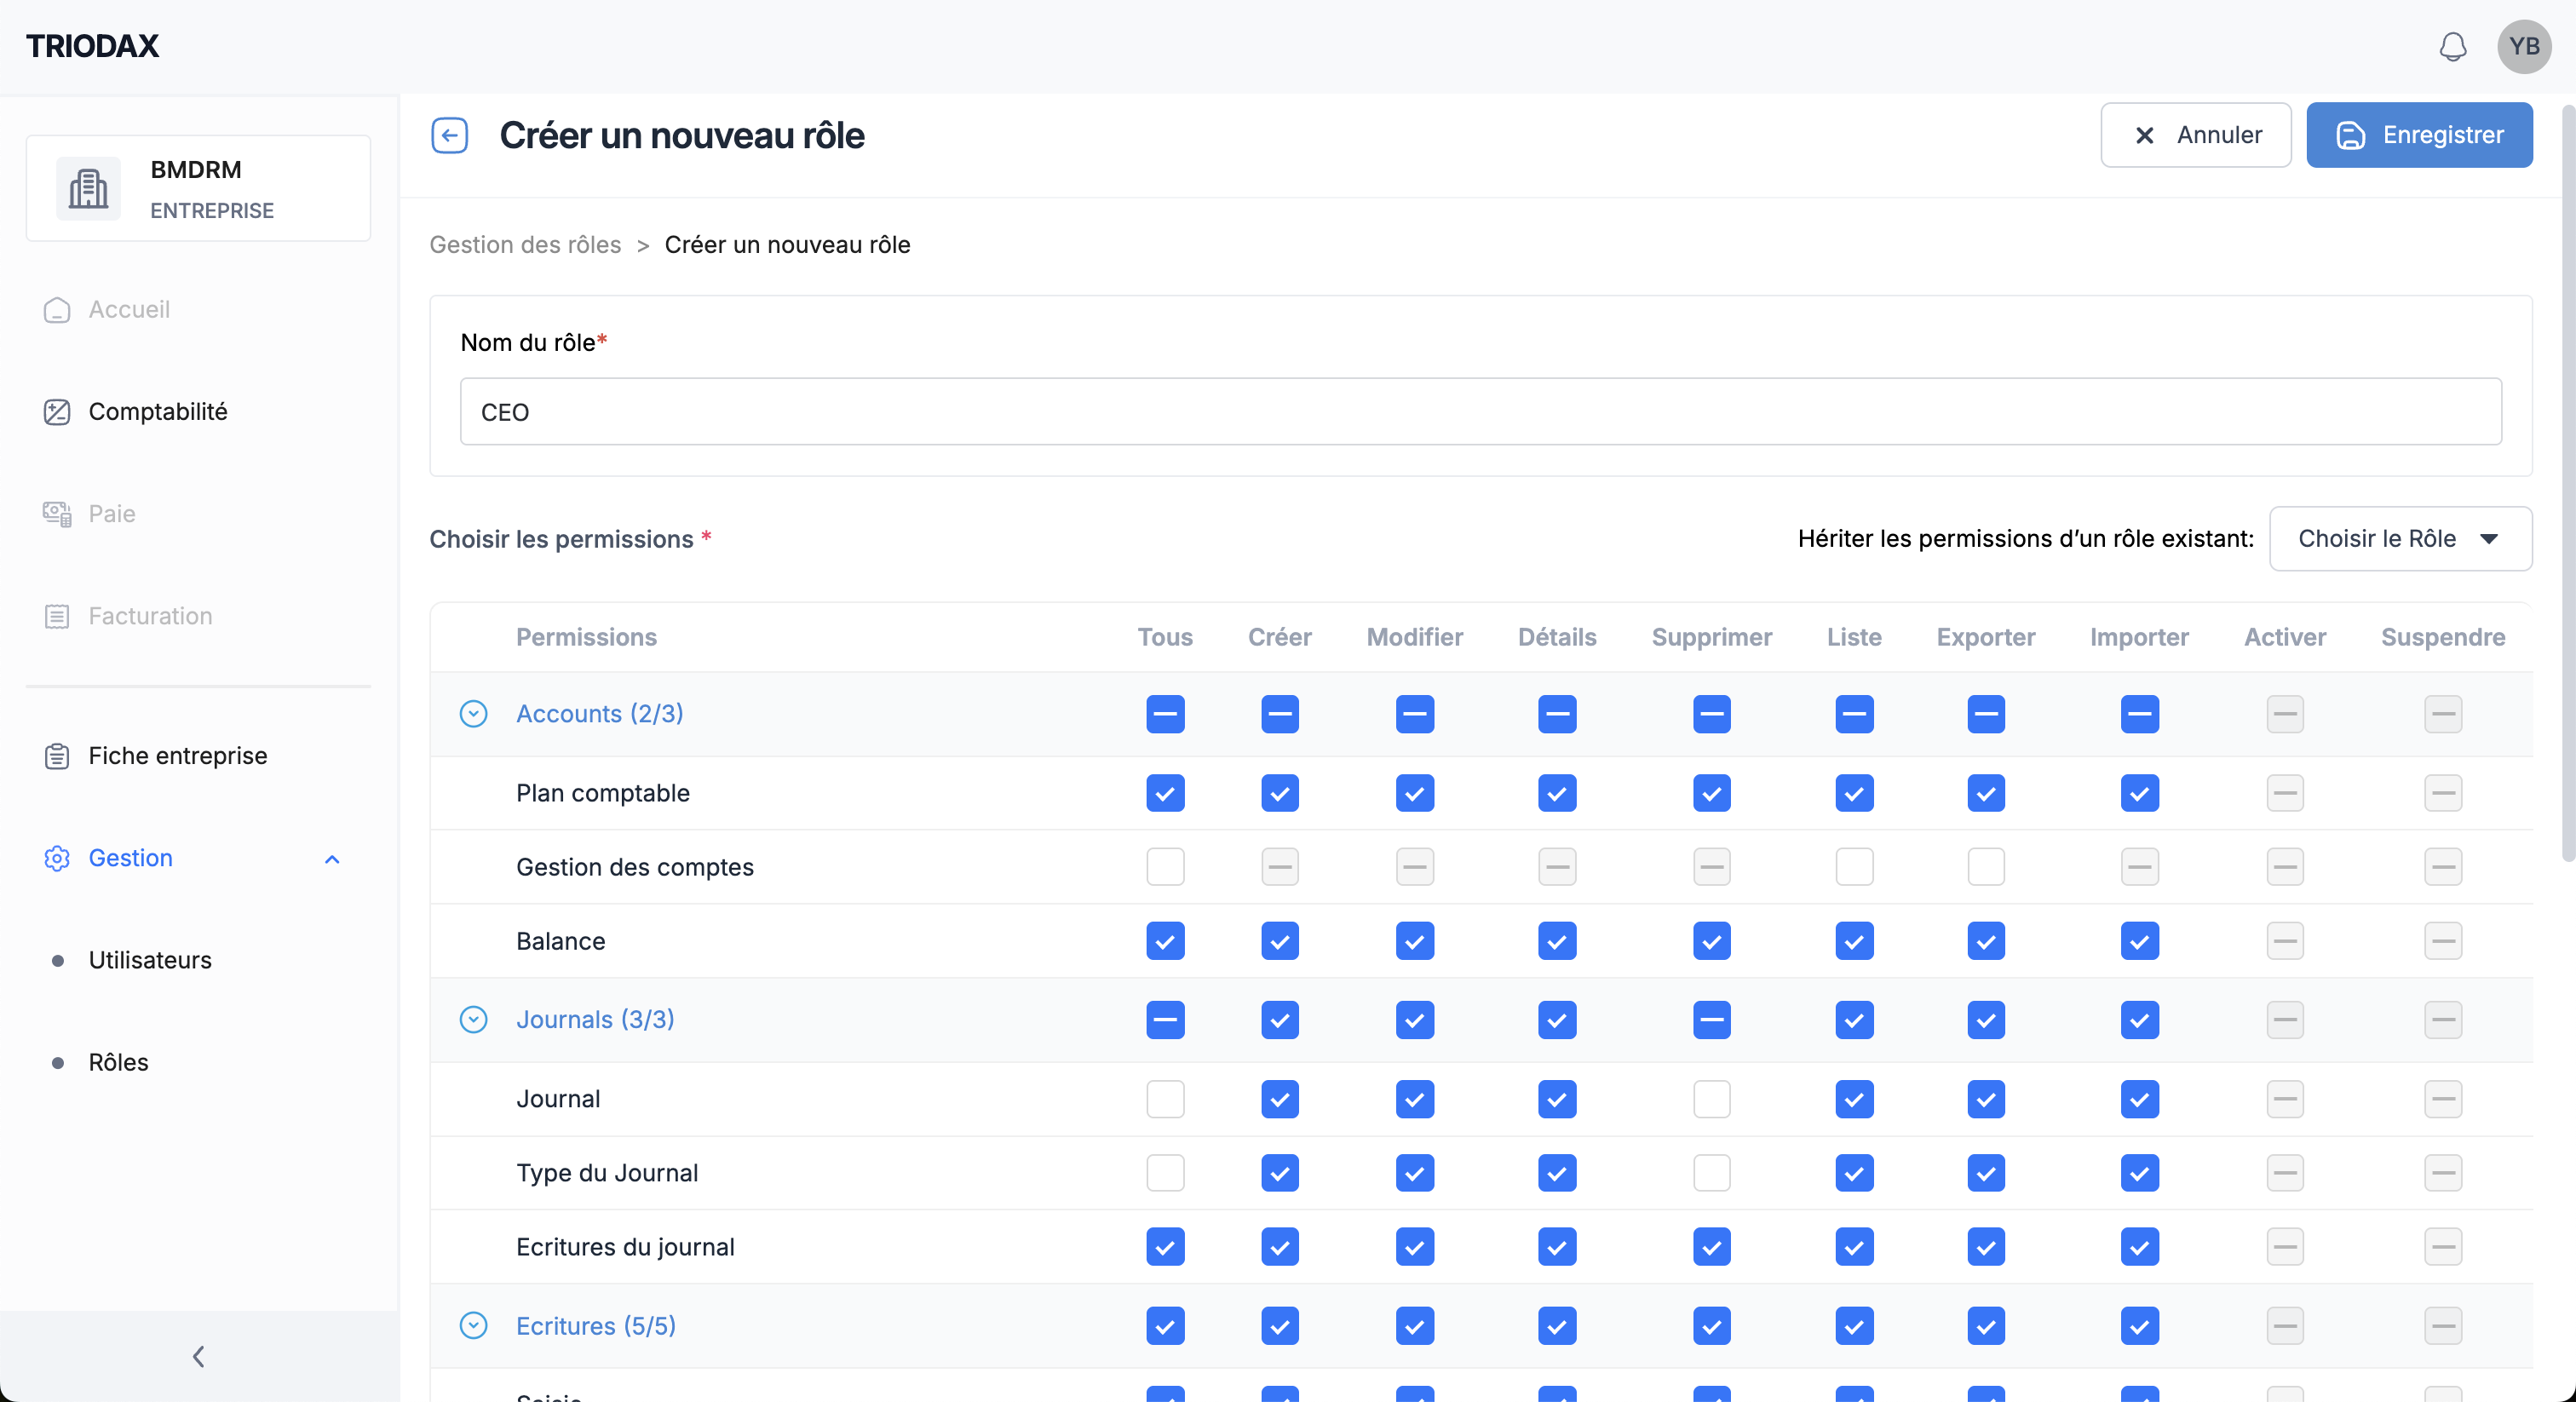 TRIODAX
YB
BMDRM
ENTREPRISE
Accueil
Comptabilité
Paie
Facturation
Fiche entreprise
Gestion
Utilisateurs
Rôles
Créer un nouveau rôle
Annuler
Enregistrer
Gestion des rôles > Créer un nouveau rôle
Nom du rôle*
CEO
Choisir les permissions *
Hériter les permissions d’un rôle existant:
Choisir le Rôle
Permissions Tous Créer Modifier Détails Supprimer Liste Exporter Importer Activer Suspendre
Accounts (2/3)
Plan comptable
Gestion des comptes
Balance
Journals (3/3)
Journal
Type du Journal
Ecritures du journal
Ecritures (5/5)